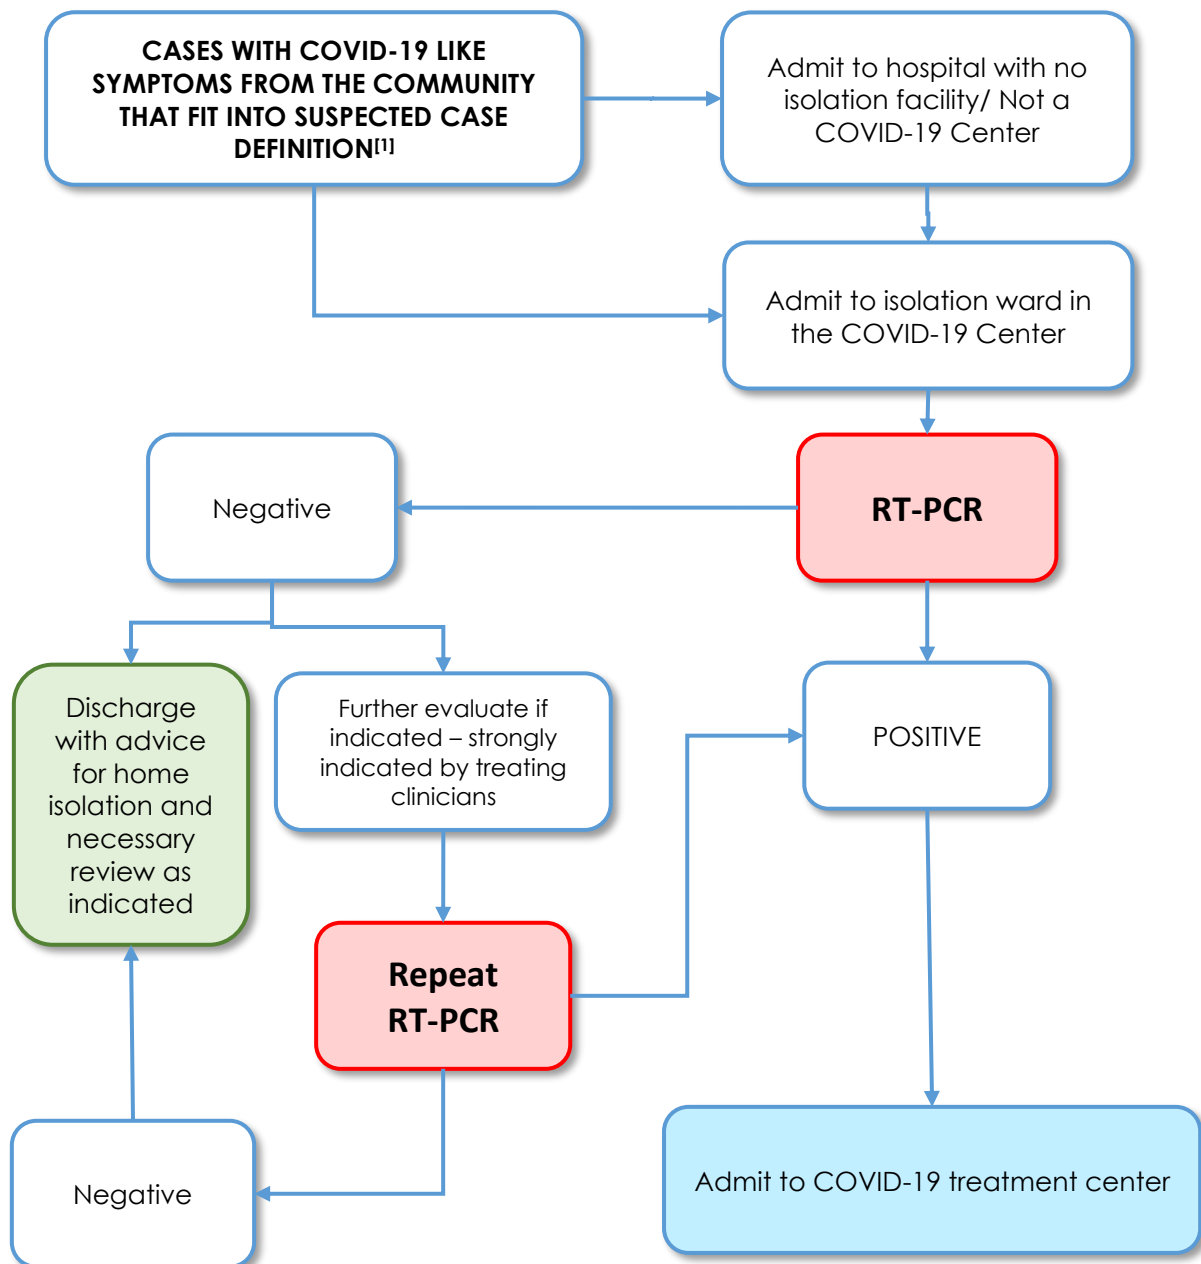 CASES WITH COVID-19 LIKE
SYMPTOMS FROM THE COMMUNITY
THAT FIT INTO SUSPECTED CASE
DEFINITION[1]
Admit to hospital with no
isolation facility/ Not a
COVID-19 Center
Admit to isolation ward in
the COVID-19 Center
RT-PCR
Negative
Discharge
with advice
for home
isolation and
necessary
review as
indicated
Further evaluate if
indicated – strongly
indicated by treating
clinicians
POSITIVE
Repeat
RT-PCR
Negative
Admit to COVID-19 treatment center